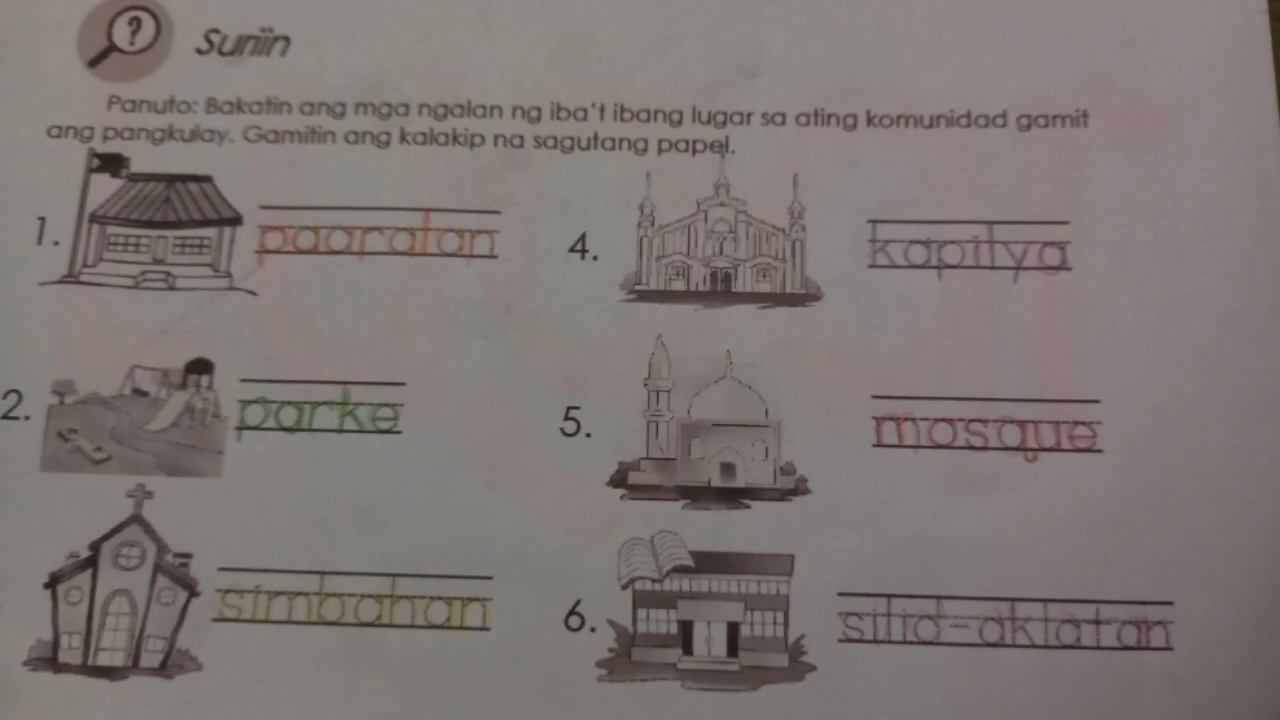 ?
Suriin
Panuto: Bakatin ang mga ngalan ng iba't ibang lugar sa ating komunidad gamit
ang pangkulay. Gamitin ang kalakip na sagutang papel.
1. paaralan
2. parke
simbahan
4. kapilya
5. mosque
6. silid-aklatan